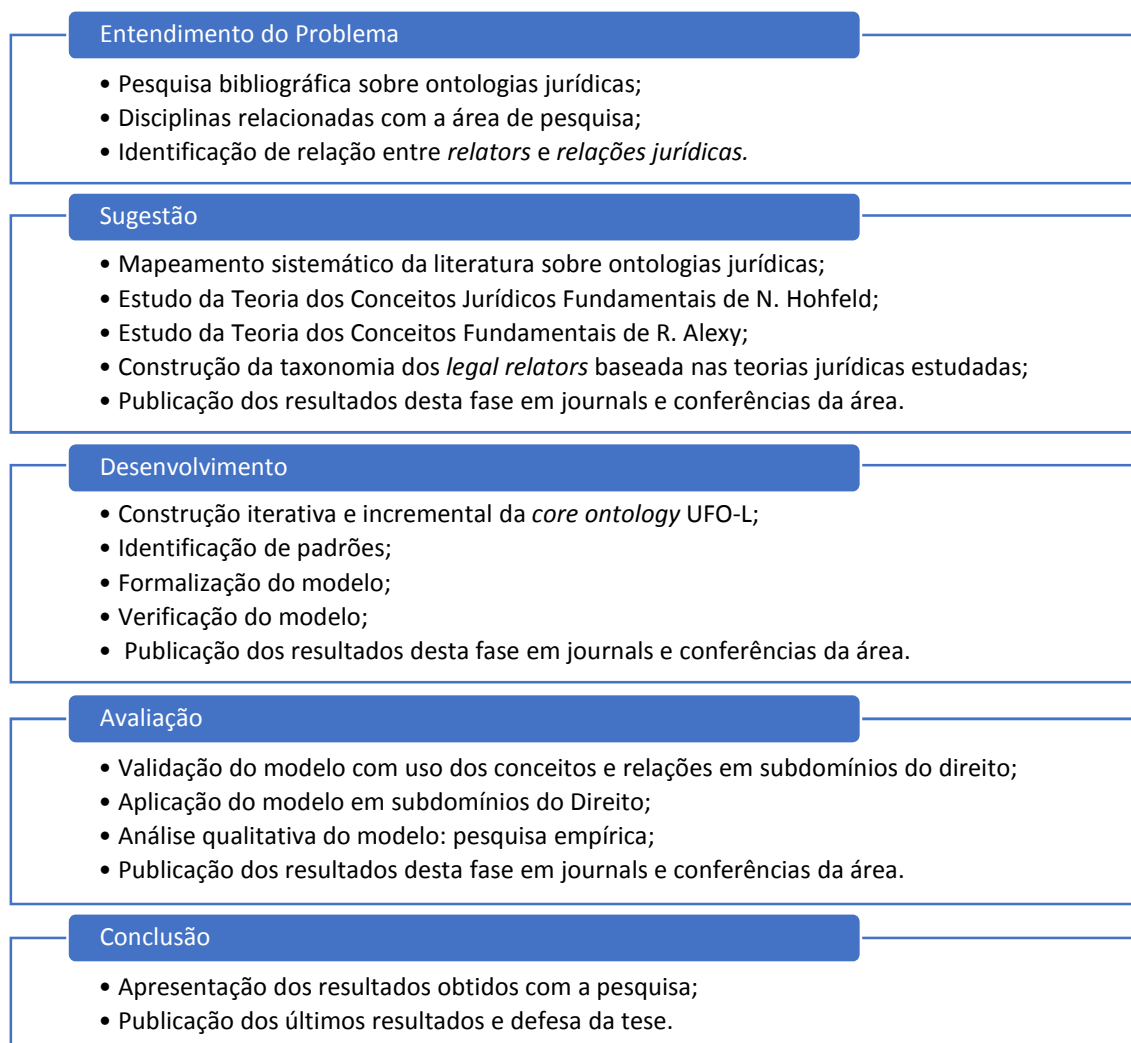 Entendimento do Problema
• Pesquisa bibliográfica sobre ontologias jurídicas;
• Disciplinas relacionadas com a área de pesquisa;
• Identificação de relação entre relators e relações jurídicas.
Sugestão
• Mapeamento sistemático da literatura sobre ontologias jurídicas;
• Estudo da Teoria dos Conceitos Jurídicos Fundamentais de N. Hohfeld;
• Estudo da Teoria dos Conceitos Fundamentais de R. Alexy;
• Construção da taxonomia dos legal relators baseada nas teorias jurídicas estudadas;
• Publicação dos resultados desta fase em journals e conferências da área.
Desenvolvimento
• Construção iterativa e incremental da core ontology UFO-L;
• Identificação de padrões;
• Formalização do modelo;
• Verificação do modelo;
• Publicação dos resultados desta fase em journals e conferências da área.
Avaliação
• Validação do modelo com uso dos conceitos e relações em subdomínios do direito;
• Aplicação do modelo em subdomínios do Direito;
• Análise qualitativa do modelo: pesquisa empírica;
• Publicação dos resultados desta fase em journals e conferências da área.
Conclusão
• Apresentação dos resultados obtidos com a pesquisa;
• Publicação dos últimos resultados e defesa da tese.